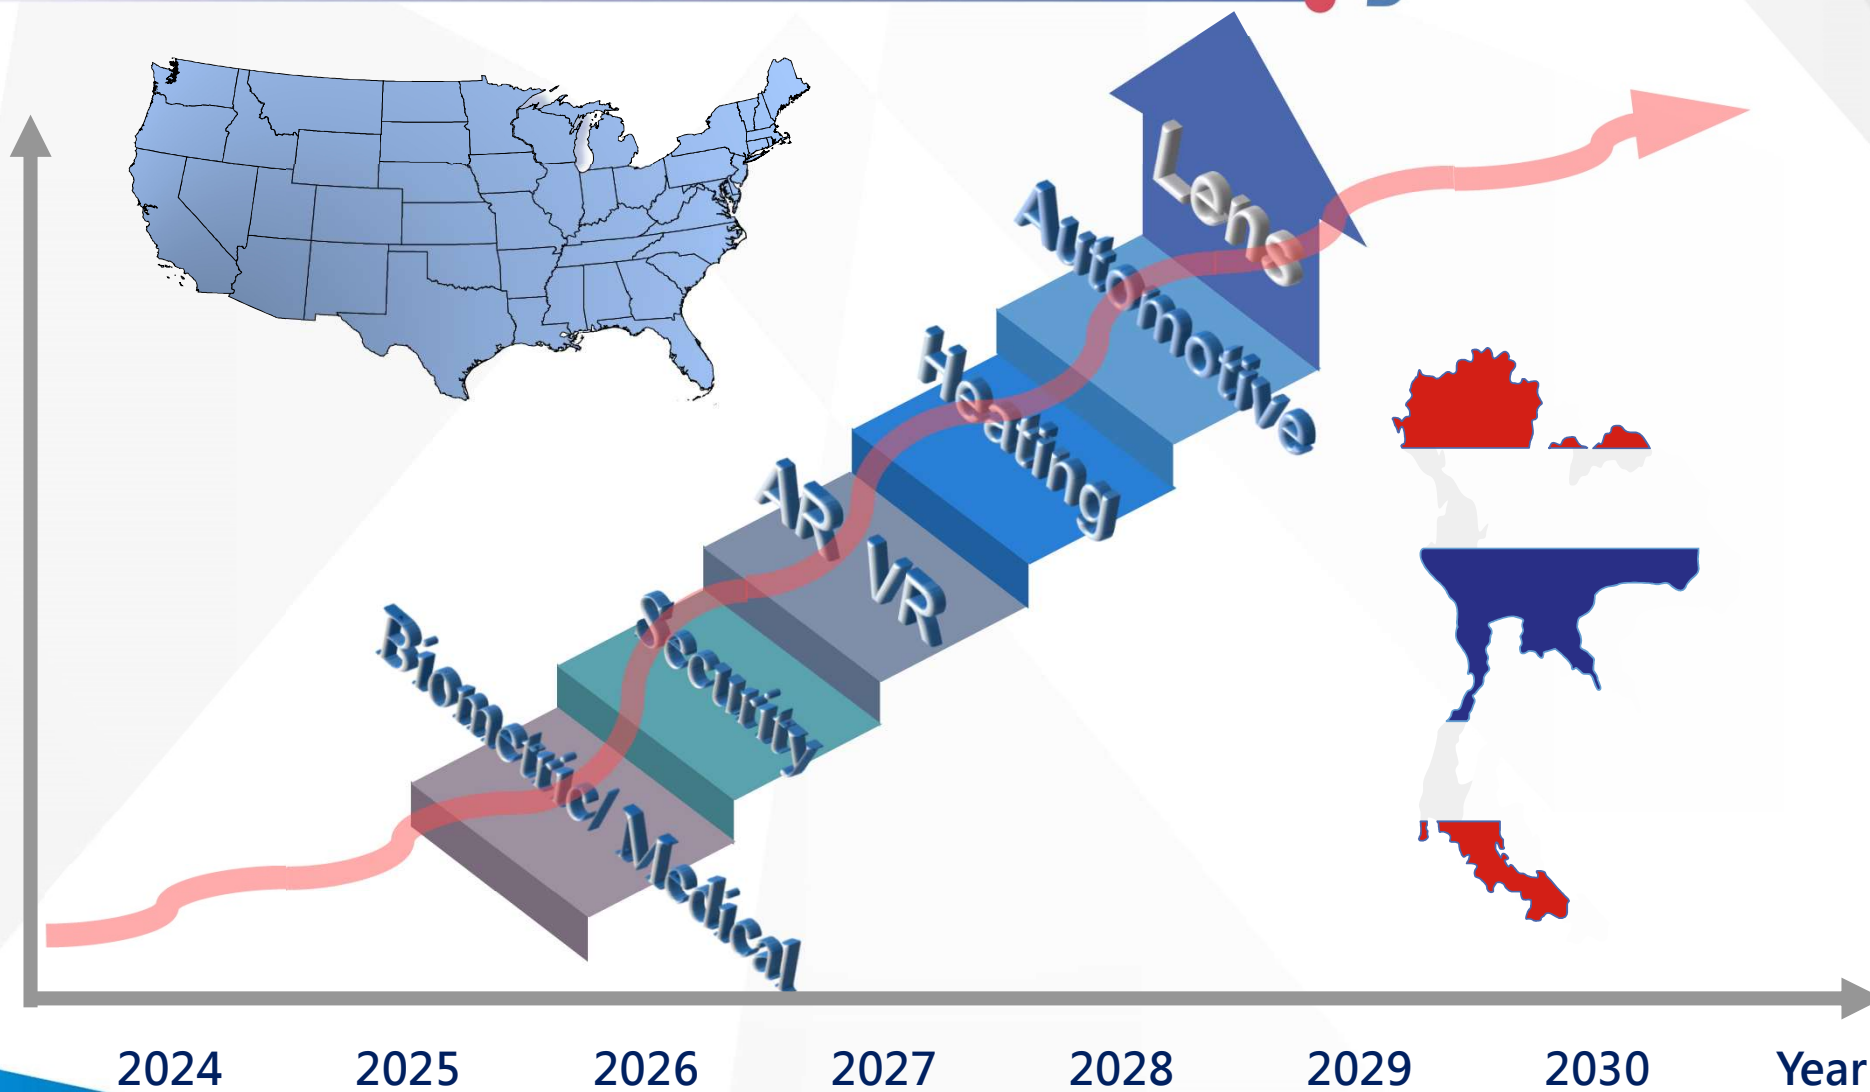 Lens
Automotive
Heating
AR VR
Security
Biometric/ Medical
2024 2025 2026 2027 2028 2029 2030 Year